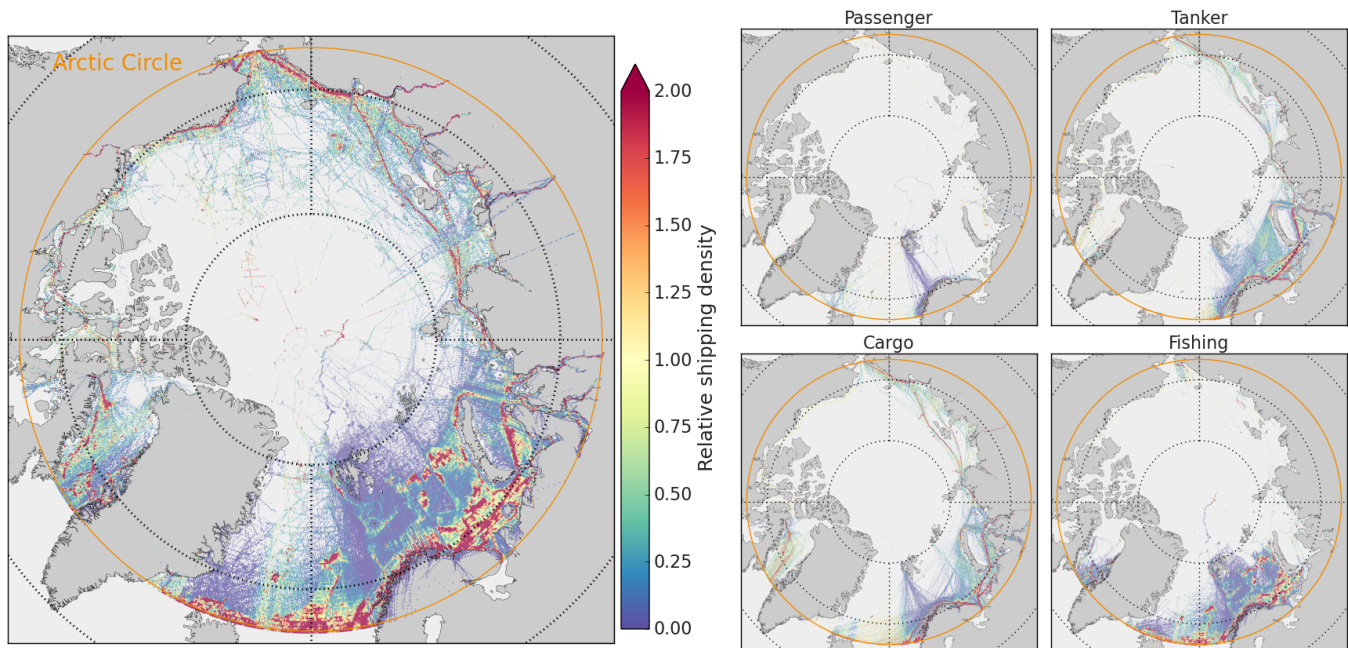 Arctic Circle
2.00
1.75
1.50
1.25
1.00
0.75
0.50
0.25
0.00
Relative shipping density
Passenger
Tanker
Cargo
Fishing